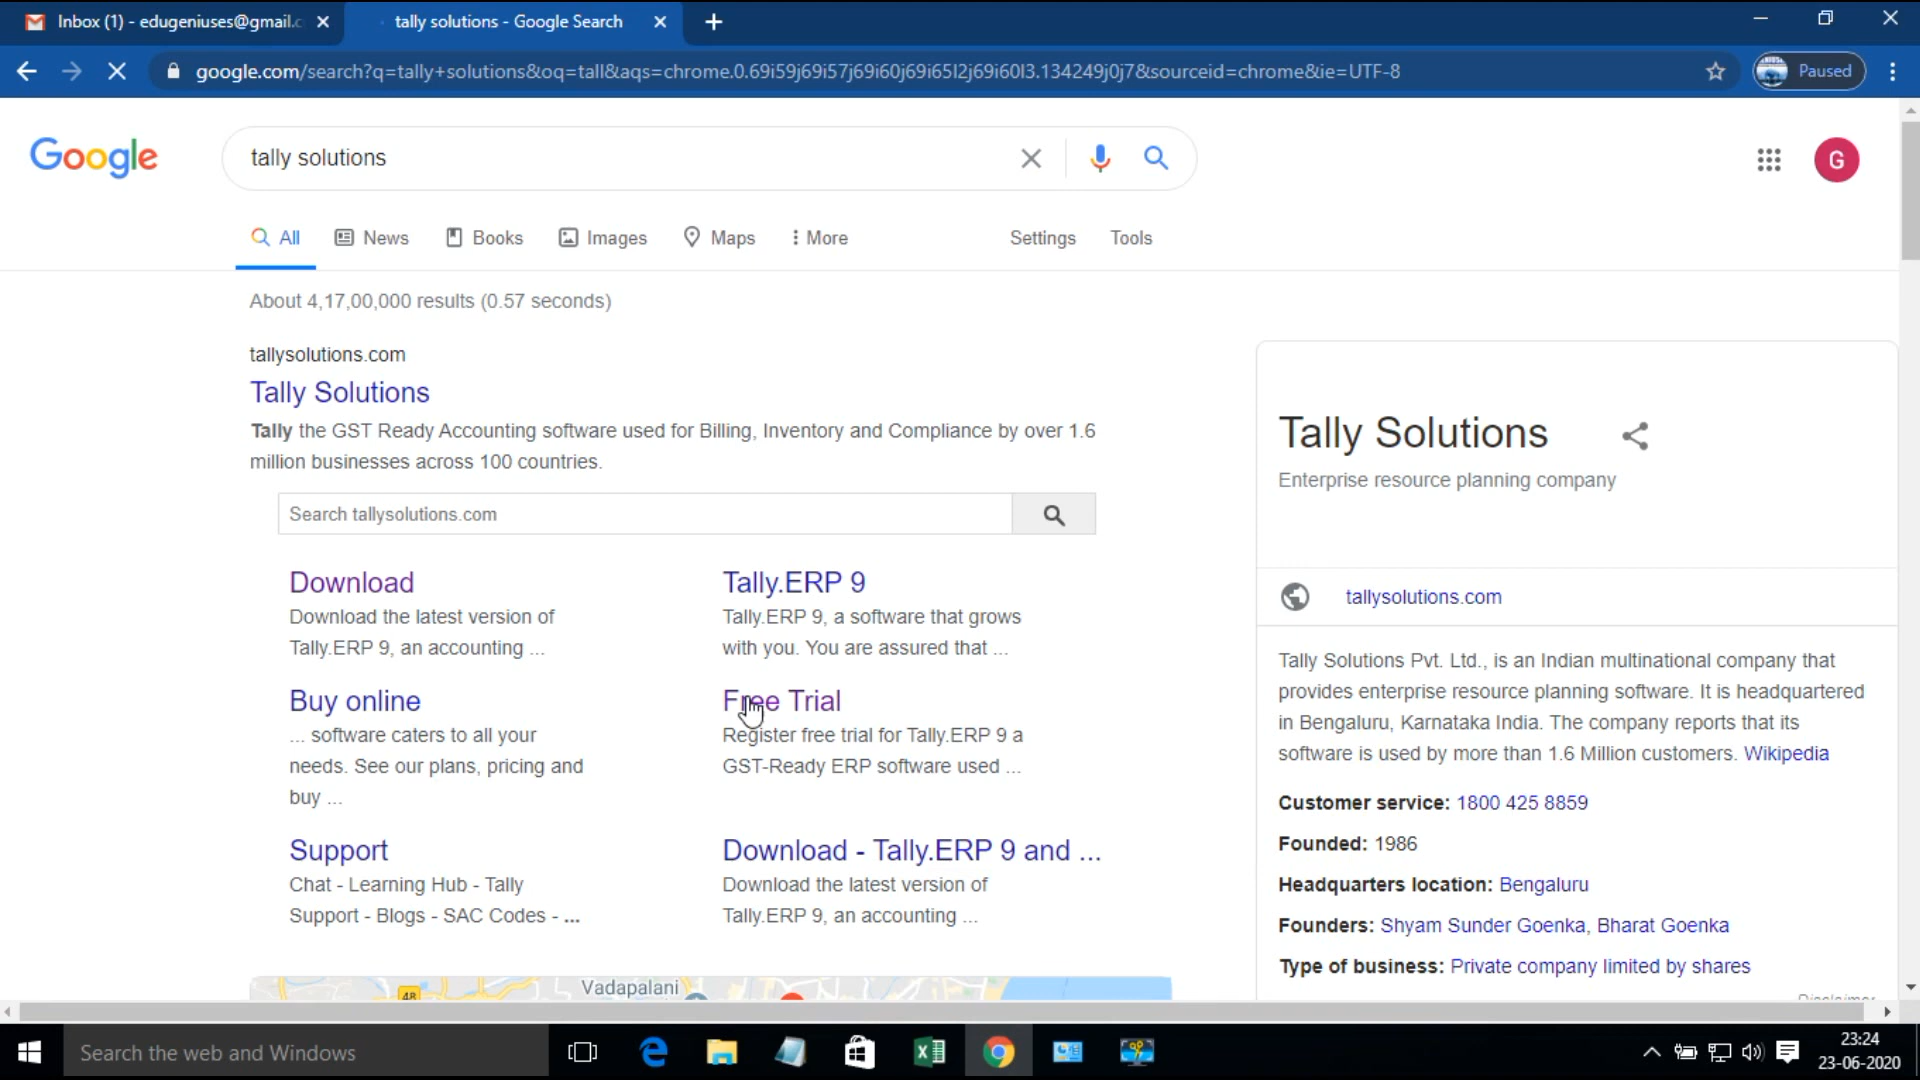 Inbox (1) - edugeniuses@gmail.c
tally solutions - Google Search
google.com/search?q=tally+solutions&oq=tall&aqs=chrome.0.69i59j69i57j69i60j69i65l2j69i60l3.134249j0j7&sourceid=chrome&ie=UTF-8
Paused
Google
tally solutions
G
All
News
Books
Images
Maps
More
Settings
Tools
About 4,17,00,000 results (0.57 seconds)
tallysolutions.com
Tally Solutions
Tally the GST Ready Accounting software used for Billing, Inventory and Compliance by over 1.6
million businesses across 100 countries.
Search tallysolutions.com
Download
Download the latest version of
Tally.ERP 9, an accounting ...
Tally.ERP 9
Tally.ERP 9, a software that grows
with you. You are assured that ...
Buy online
... software caters to all your
needs. See our plans, pricing and
buy ...
Free Trial
Register free trial for Tally.ERP 9 a
GST-Ready ERP software used ...
Support
Chat - Learning Hub - Tally
Support - Blogs - SAC Codes - ...
Download - Tally.ERP 9 and ...
Download the latest version of
Tally.ERP 9, an accounting ...
48
Vadapalani
Tally Solutions
Enterprise resource planning company
tallysolutions.com
Tally Solutions Pvt. Ltd., is an Indian multinational company that
provides enterprise resource planning software. It is headquartered
in Bengaluru, Karnataka India. The company reports that its
software is used by more than 1.6 Million customers. Wikipedia
Customer service: 1800 425 8859
Founded: 1986
Headquarters location: Bengaluru
Founders: Shyam Sunder Goenka, Bharat Goenka
Type of business: Private company limited by shares
Disclaimer
Search the web and Windows
23:24
23-06-2020